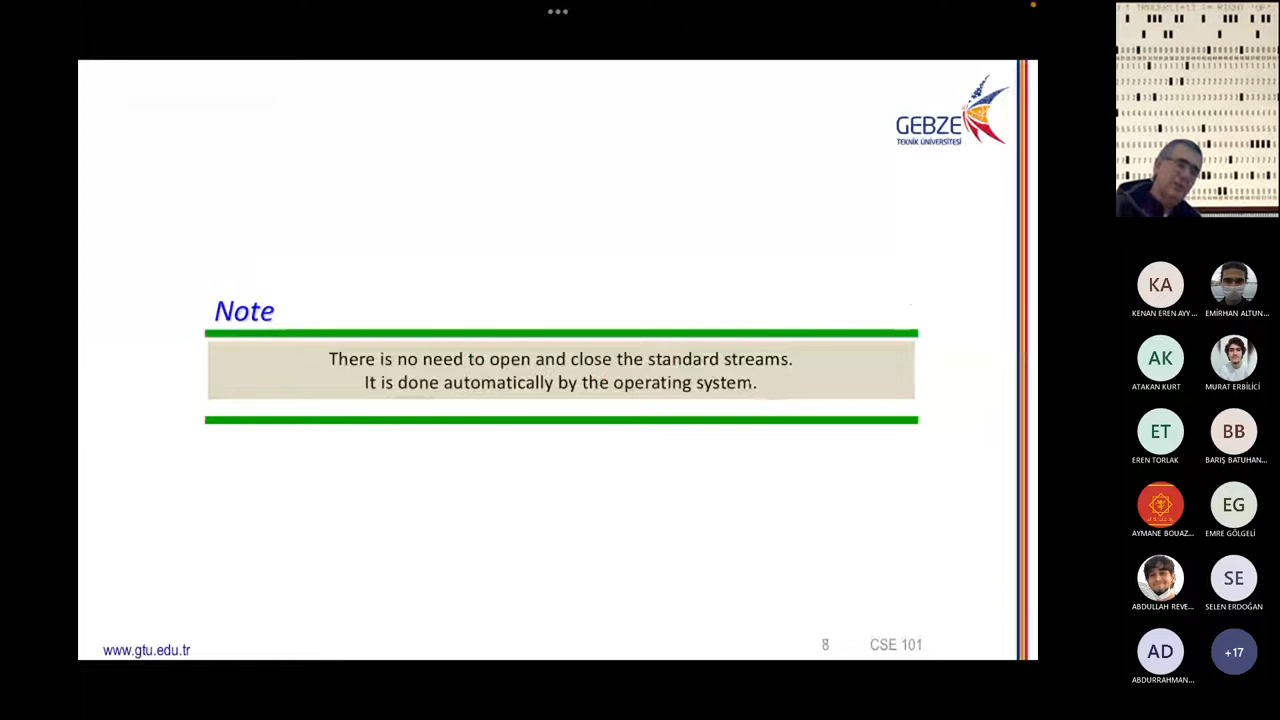 GEBZE
TEKNİK ÜNİVERSİTESİ
Note
There is no need to open and close the standard streams.
It is done automatically by the operating system.
www.gtu.edu.tr
8
CSE 101
KA
KENAN EREN AYY...
EMİRHAN ALTUN...
AK
ATAKAN KURT
MURAT ERBİLİCİ
ET
EREN TORLAK
BB
BARIŞ BATUHAN...
AYMANE BOUAZ...
EG
EMRE GÖLGELİ
ABDULLAH REVE...
SE
SELEN ERDOĞAN
AD
ABDURRAHMAN...
+17